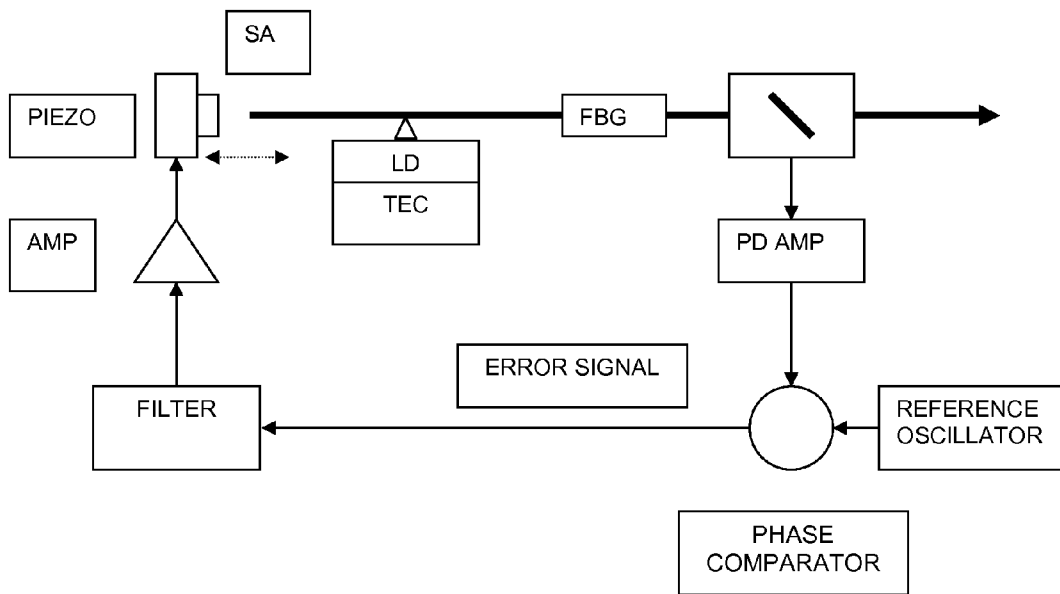 SA
PIEZO
FBG
LD
TEC
AMP
PD AMP
ERROR SIGNAL
FILTER
REFERENCE
OSCILLATOR
PHASE
COMPARATOR